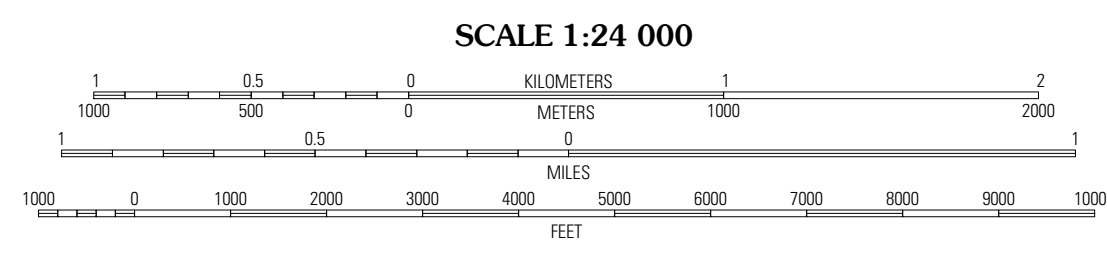 SCALE 1:24 000
1 0.5 0 KILOMETERS 1 2
1000 500 0 METERS 1000 2000
1 0.5 0 1
MILES
1000 0 1000 2000 3000 4000 5000 6000 7000 8000 9000 1000
FEET